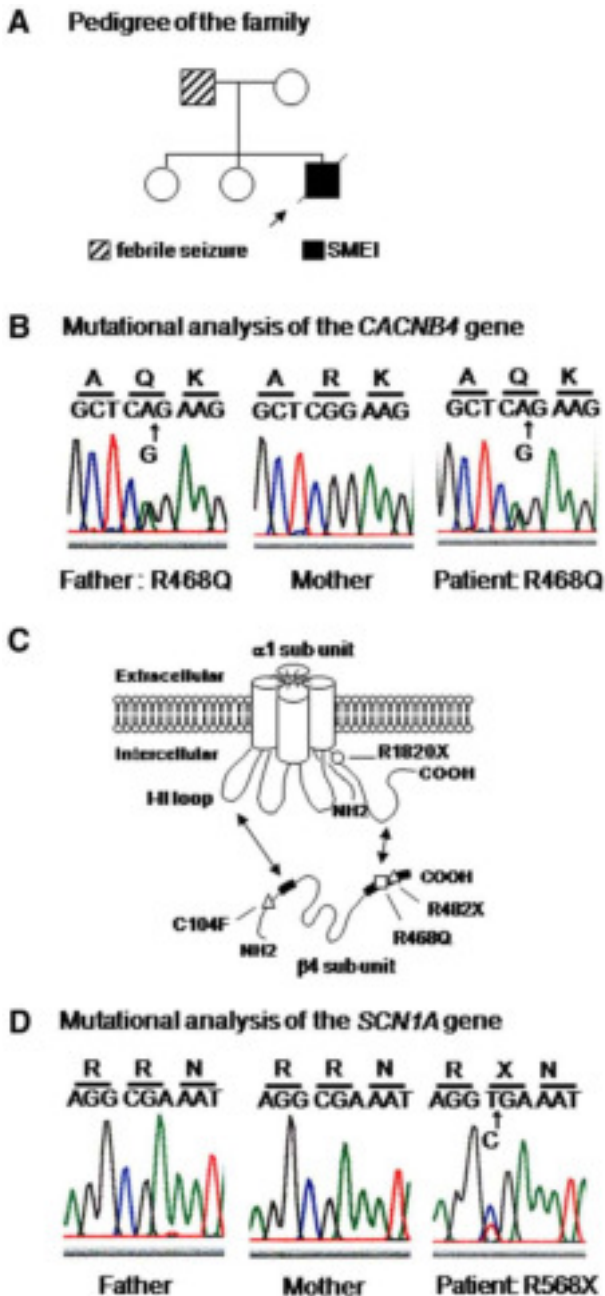 A Pedigree of the family
febrile seizure SMEI
B Mutational analysis of the CACNB4 gene
A Q K A R K A Q K
GCT CAG AAG GCT CGG AAG GCT CAG AAG
G G
Father : R468Q Mother Patient: R468Q
C
α1 sub-unit
Extracellular
Intercellular
R1820X
COOH
I-II loop
NH2
COOH
C104F
R482X
R468Q
NH2
β4 sub-unit
D Mutational analysis of the SCN1A gene
R R N R R N R X N
AGG CGA AAT AGG CGA AAT AGG TGA AAT
C
Father Mother Patient: R568X